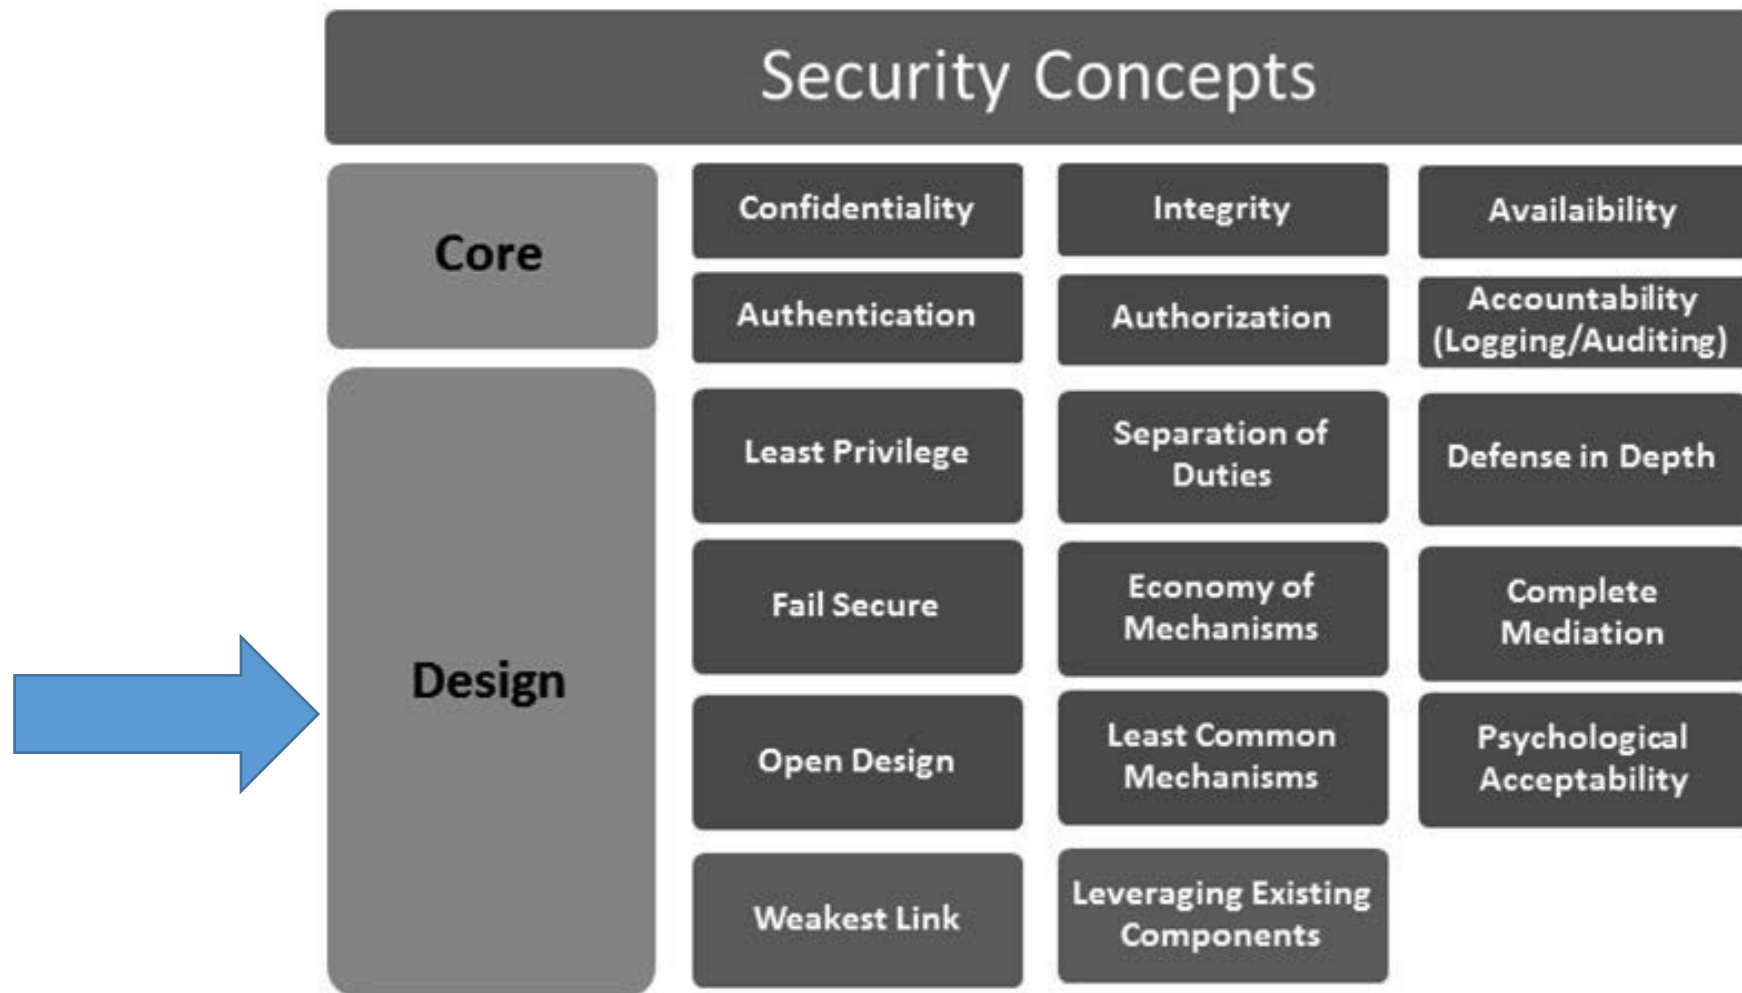 Security Concepts
Core
Confidentiality
Integrity
Availaibility
Authentication
Authorization
Accountability
(Logging/Auditing)
Design
Least Privilege
Separation of
Duties
Defense in Depth
Fail Secure
Economy of
Mechanisms
Complete
Mediation
Open Design
Least Common
Mechanisms
Psychological
Acceptability
Weakest Link
Leveraging Existing
Components